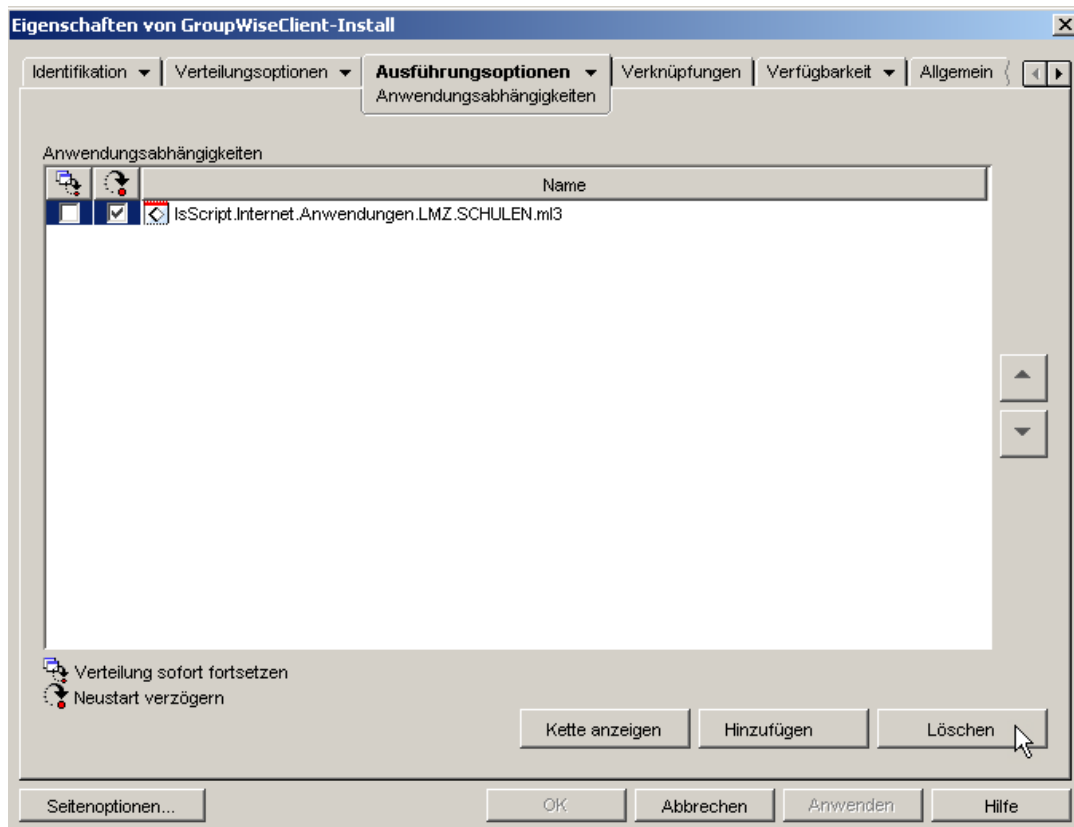 Eigenschaften von GroupWiseClient-Install
Identifikation
Verteilungsoptionen
Ausführungsoptionen
Verknüpfungen
Verfügbarkeit
Allgemein
Anwendungsabhängigkeiten
Anwendungsabhängigkeiten
Name
IsScript.Internet.Anwendungen.LMZ.SCHULEN.ml3
Verteilung sofort fortsetzen
Neustart verzögern
Kette anzeigen
Hinzufügen
Löschen
Seitenoptionen...
OK
Abbrechen
Anwenden
Hilfe